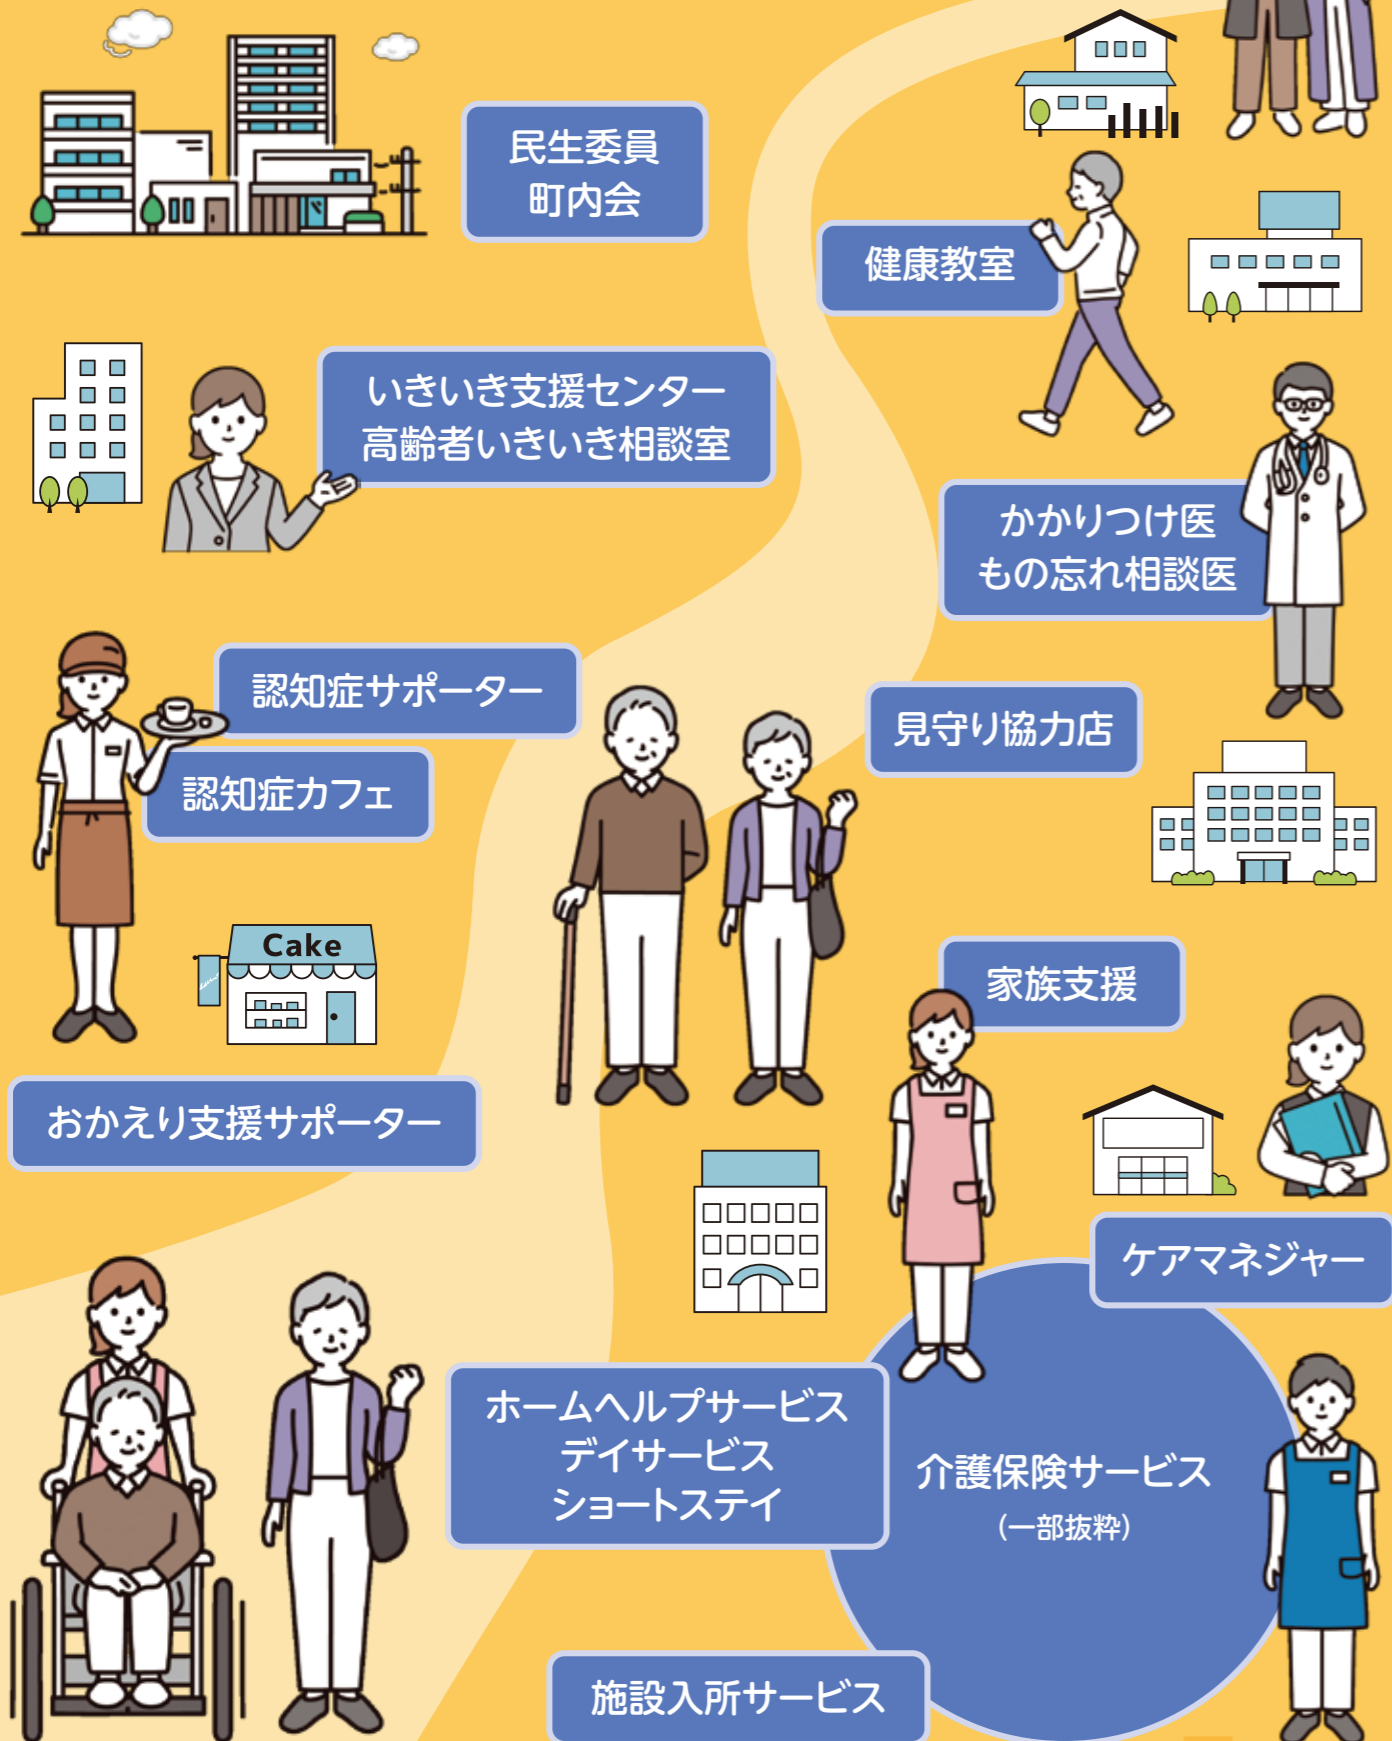 民生委員
町内会
健康教室
いきいき支援センター
高齢者いきいき相談室
かかりつけ医
もの忘れ相談医
認知症サポーター
見守り協力店
認知症カフェ
Cake
家族支援
おかえり支援サポーター
ケアマネジャー
ホームヘルプサービス
デイサービス
ショートステイ
介護保険サービス
(一部抜粋)
施設入所サービス